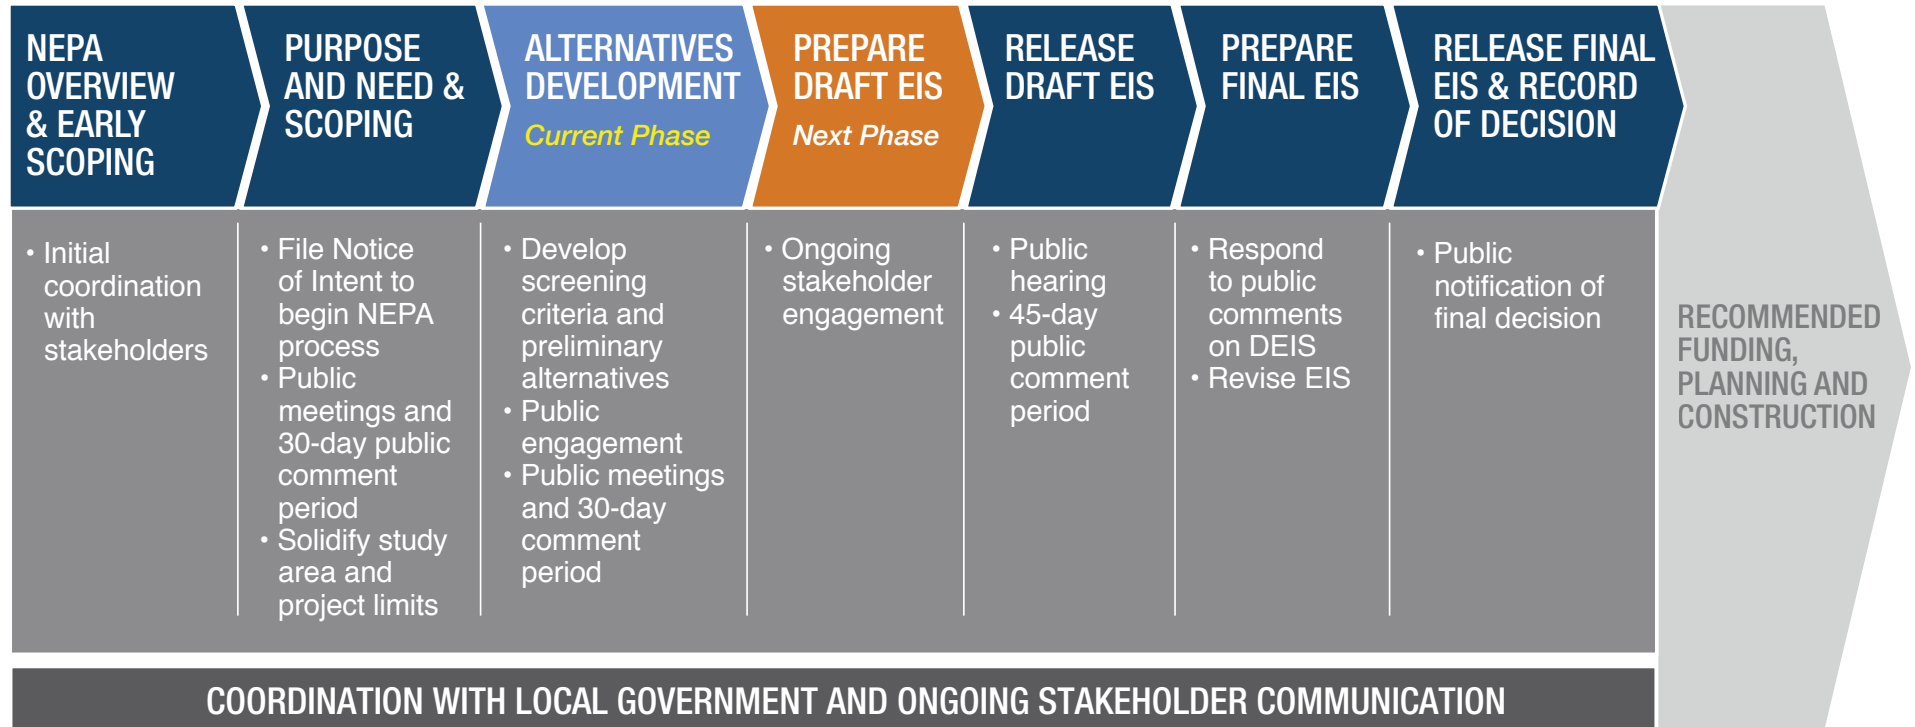 NEPA
OVERVIEW
& EARLY
SCOPING
PURPOSE
AND NEED &
SCOPING
ALTERNATIVES
DEVELOPMENT
Current Phase
PREPARE
DRAFT EIS
Next Phase
RELEASE
DRAFT EIS
PREPARE
FINAL EIS
RELEASE FINAL
EIS & RECORD
OF DECISION
• Initial
coordination
with
stakeholders
• File Notice
of Intent to
begin NEPA
process
• Public
meetings and
30-day public
comment
period
• Solidify study
area and
project limits
• Develop
screening
criteria and
preliminary
alternatives
• Public
engagement
• Public meetings
and 30-day
comment
period
• Ongoing
stakeholder
engagement
• Public
hearing
• 45-day
public
comment
period
• Respond
to public
comments
on DEIS
• Revise EIS
• Public
notification of
final decision
RECOMMENDED
FUNDING,
PLANNING AND
CONSTRUCTION
COORDINATION WITH LOCAL GOVERNMENT AND ONGOING STAKEHOLDER COMMUNICATION